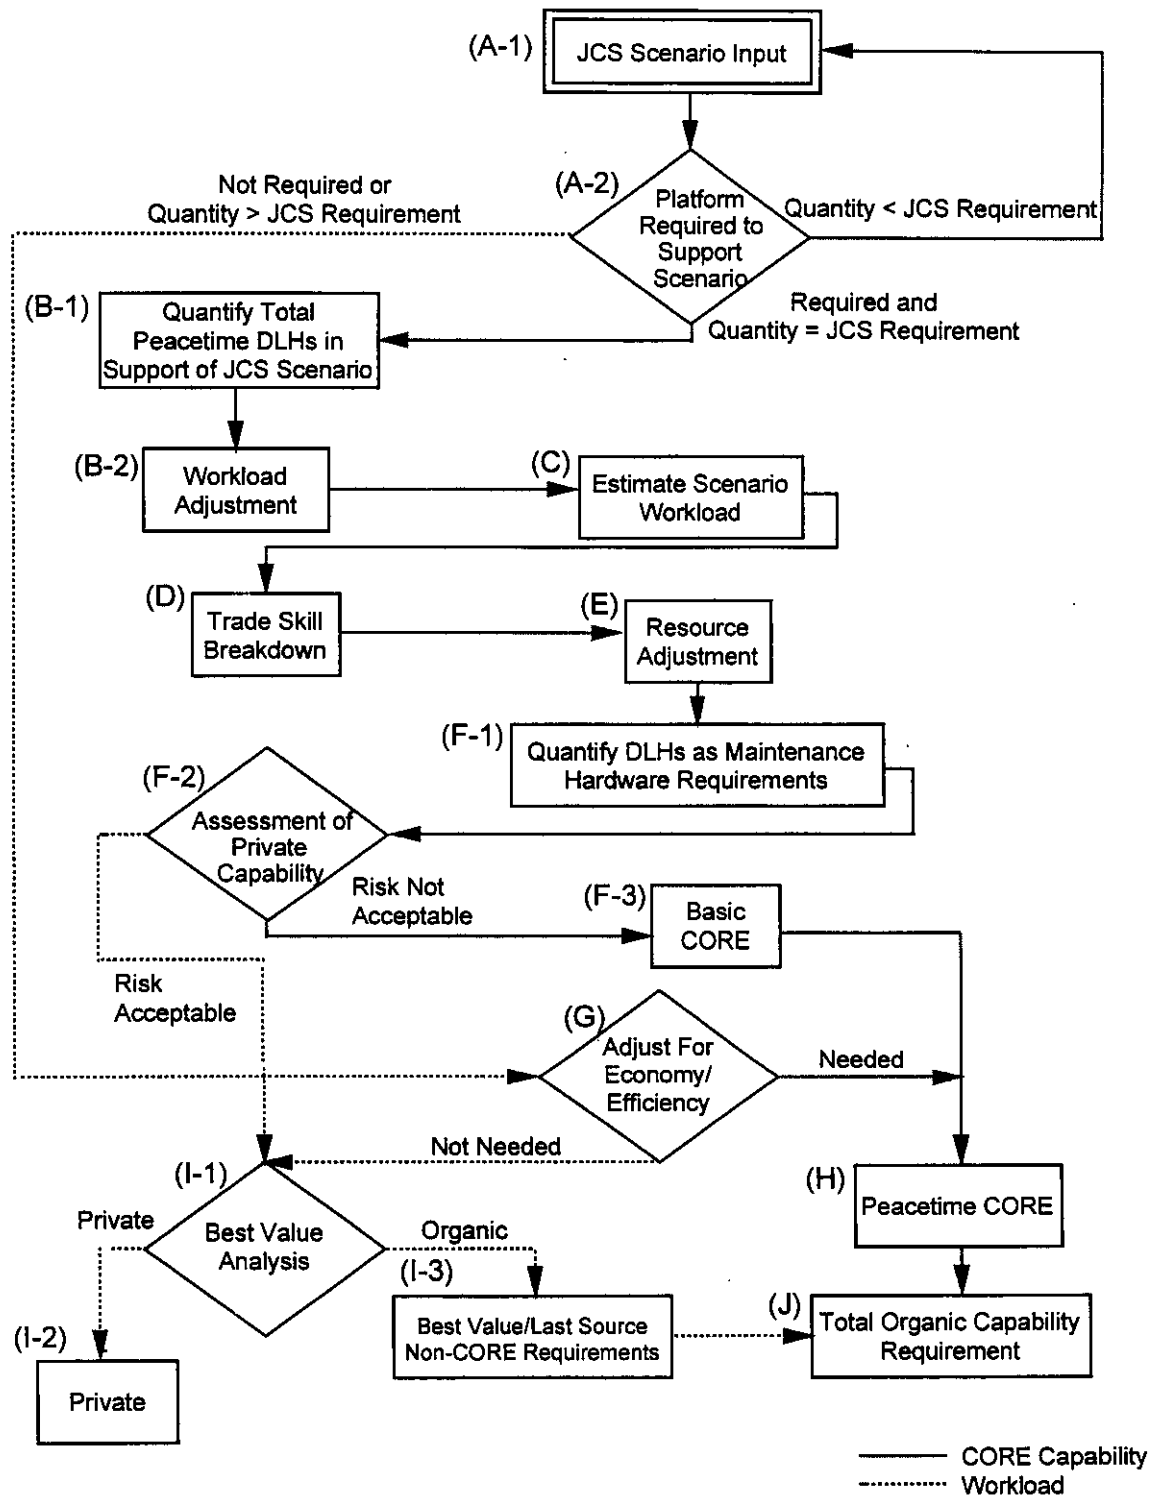 (A-1)
JCS Scenario Input
(A-2)
Platform
Required to
Support
Scenario
Not Required or
Quantity > JCS Requirement
Quantity < JCS Requirement
Required and
Quantity = JCS Requirement
(B-1)
Quantify Total
Peacetime DLHs in
Support of JCS Scenario
(B-2)
Workload
Adjustment
(C)
Estimate Scenario
Workload
(D)
Trade Skill
Breakdown
(E)
Resource
Adjustment
(F-1)
Quantify DLHs as Maintenance
Hardware Requirements
(F-2)
Assessment of
Private
Capability
Risk Not
Acceptable
(F-3)
Basic
CORE
Risk
Acceptable
(G)
Adjust For
Economy/
Efficiency
Needed
Not Needed
(H)
Peacetime CORE
(I-1)
Best Value
Analysis
Private
Organic
(I-2)
Private
(I-3)
Best Value/Last Source
Non-CORE Requirements
(J)
Total Organic Capability
Requirement
CORE Capability
Workload